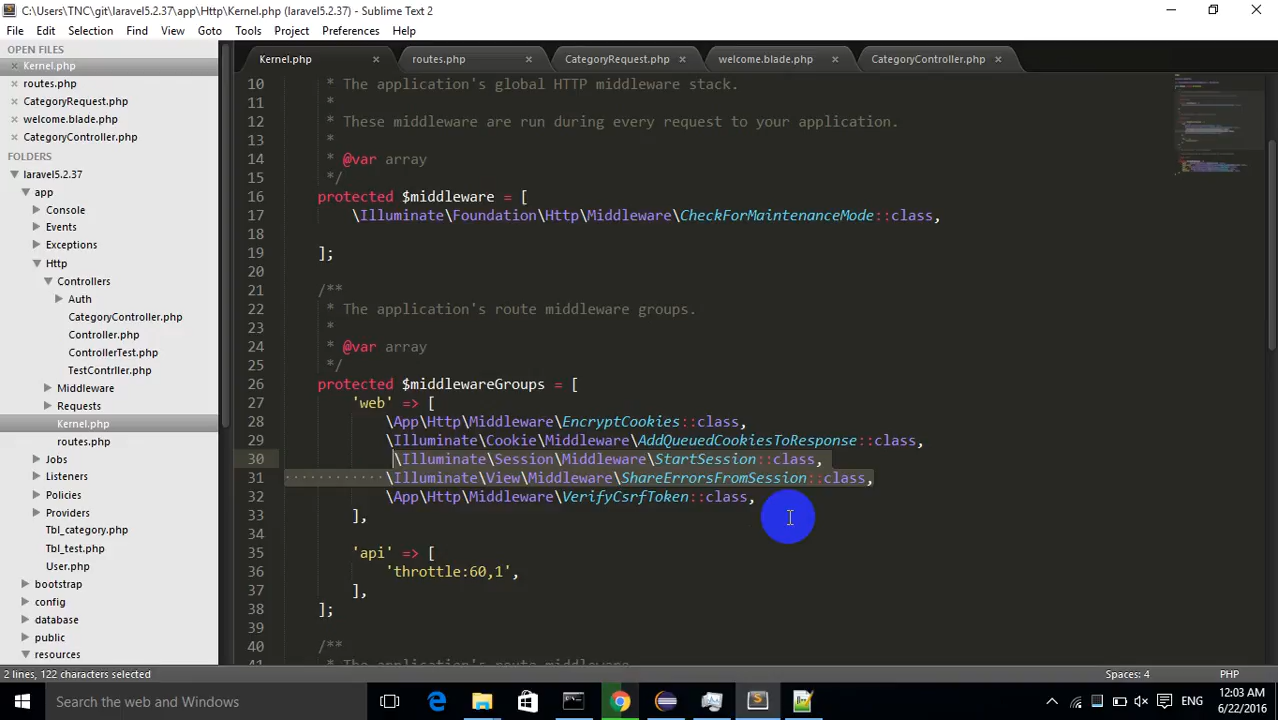 C:\Users\TNC\git\laravel5.2.37\app\Http\Kernel.php (laravel5.2.37) - Sublime Text 2
File Edit Selection Find View Goto Tools Project Preferences Help
OPEN FILES
Kernel.php
routes.php
CategoryRequest.php
welcome.blade.php
CategoryController.php
FOLDERS
laravel5.2.37
app
Console
Events
Exceptions
Http
Controllers
Auth
CategoryController.php
Controller.php
ControllerTest.php
TestContrller.php
Middleware
Requests
Kernel.php
routes.php
Jobs
Listeners
Policies
Providers
Tbl_category.php
Tbl_test.php
User.php
bootstrap
config
database
public
resources
Kernel.php × routes.php × CategoryRequest.php × welcome.blade.php × CategoryController.php ×
10 * The application's global HTTP middleware stack.
11 *
12 * These middleware are run during every request to your application.
13 *
14 * @var array
15 */
16 protected $middleware = [
17 \Illuminate\Foundation\Http\Middleware\CheckForMaintenanceMode::class,
18
19 ];
20
21 /**
22 * The application's route middleware groups.
23 *
24 * @var array
25 */
26 protected $middlewareGroups = [
27 'web' => [
28 \App\Http\Middleware\EncryptCookies::class,
29 \Illuminate\Cookie\Middleware\AddQueuedCookiesToResponse::class,
30 \Illuminate\Session\Middleware\StartSession::class,
31 \Illuminate\View\Middleware\ShareErrorsFromSession::class,
32 \App\Http\Middleware\VerifyCsrfToken::class,
33 ],
34
35 'api' => [
36 'throttle:60,1',
37 ],
38 ];
39
40 /**
41 * The application's route middleware
2 lines, 122 characters selected
Spaces: 4 PHP
Search the web and Windows
ENG
12:03 AM
6/22/2016